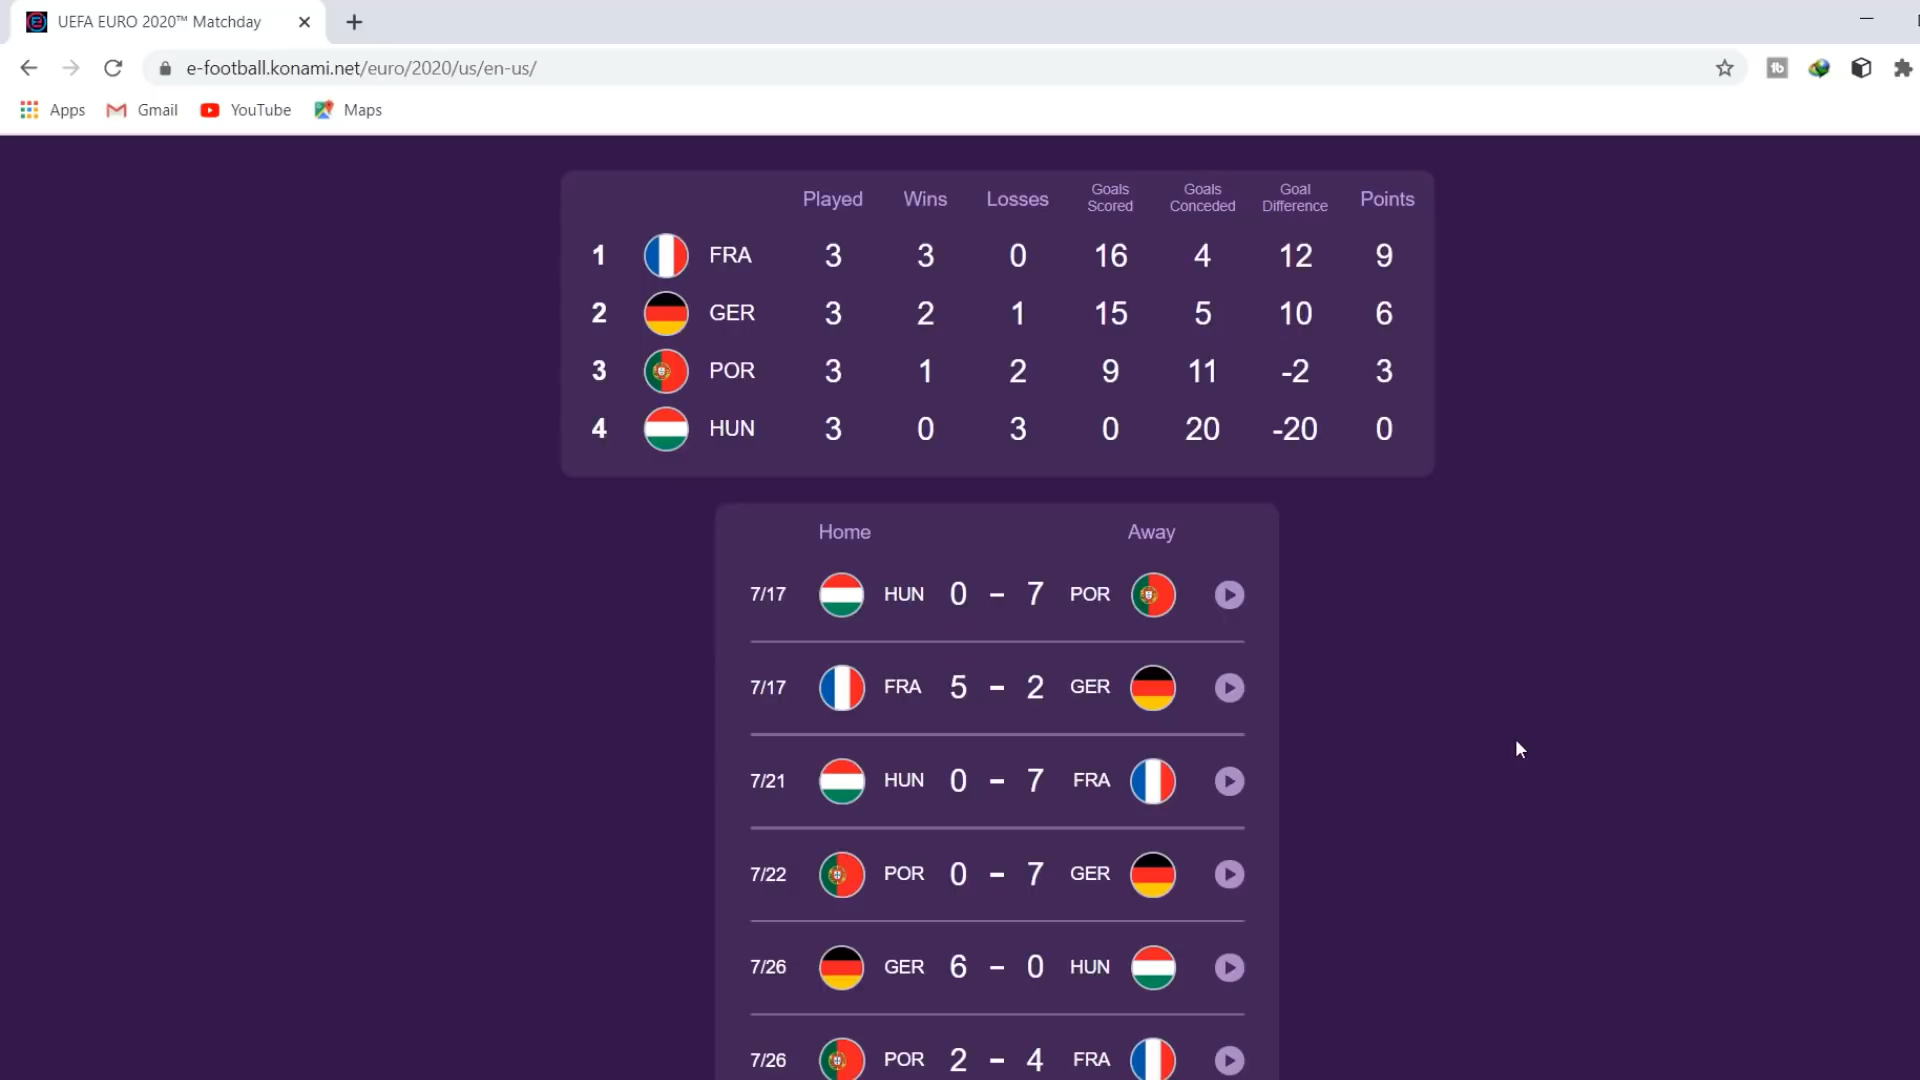 UEFA EURO 2020™ Matchday
e-football.konami.net/euro/2020/us/en-us/
Apps Gmail YouTube Maps
Played Wins Losses Goals Scored Goals Conceded Goal Difference Points
1 FRA 3 3 0 16 4 12 9
2 GER 3 2 1 15 5 10 6
3 POR 3 1 2 9 11 -2 3
4 HUN 3 0 3 0 20 -20 0
Home Away
7/17 HUN 0 - 7 POR
7/17 FRA 5 - 2 GER
7/21 HUN 0 - 7 FRA
7/22 POR 0 - 7 GER
7/26 GER 6 - 0 HUN
7/26 POR 2 - 4 FRA